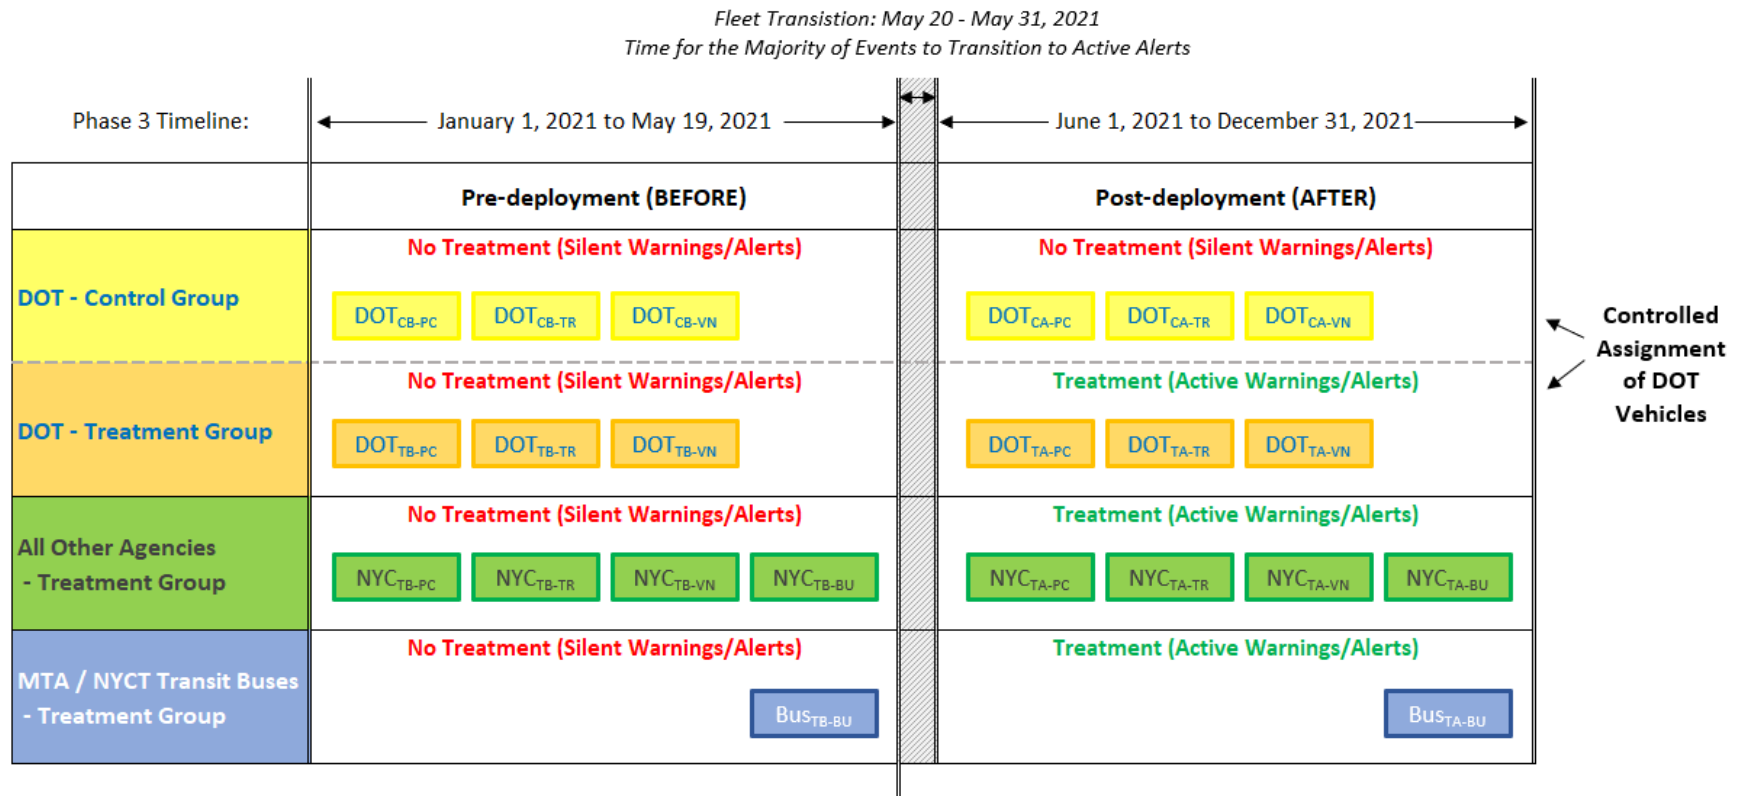 Fleet Transistion: May 20 - May 31, 2021
Time for the Majority of Events to Transition to Active Alerts
Phase 3 Timeline:
January 1, 2021 to May 19, 2021
June 1, 2021 to December 31, 2021
Pre-deployment (BEFORE)
Post-deployment (AFTER)
DOT - Control Group
No Treatment (Silent Warnings/Alerts)
DOTCB-PC DOTCB-TR DOTCB-VN
No Treatment (Silent Warnings/Alerts)
DOTCA-PC DOTCA-TR DOTCA-VN
DOT - Treatment Group
No Treatment (Silent Warnings/Alerts)
DOTTB-PC DOTTB-TR DOTTB-VN
Treatment (Active Warnings/Alerts)
DOTTA-PC DOTTA-TR DOTTA-VN
Controlled
Assignment
of DOT
Vehicles
All Other Agencies
- Treatment Group
No Treatment (Silent Warnings/Alerts)
NYCTB-PC NYCTB-TR NYCTB-VN NYCTB-BU
Treatment (Active Warnings/Alerts)
NYCTA-PC NYCTA-TR NYCTA-VN NYCTA-BU
MTA / NYCT Transit Buses
- Treatment Group
No Treatment (Silent Warnings/Alerts)
BusTB-BU
Treatment (Active Warnings/Alerts)
BusTA-BU